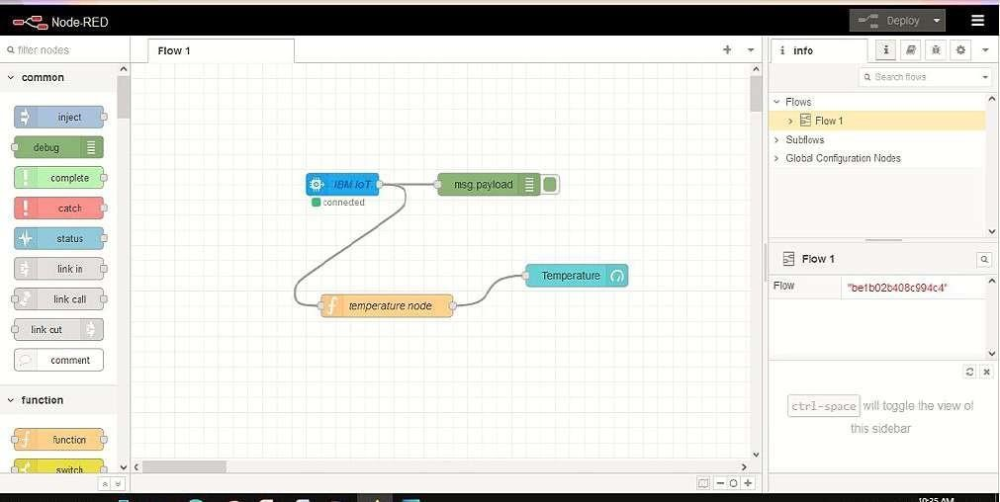 Node-RED
Deploy
filter nodes
Flow 1
info
Search flows
common
inject
debug
complete
catch
status
link in
link call
link out
comment
function
function
switch
IBM IoT
connected
msg.payload
temperature node
Temperature
Flows
Flow 1
Subflows
Global Configuration Nodes
Flow 1
Flow "be1b02b408c994c4"
ctrl-space will toggle the view of
this sidebar
10:35 AM